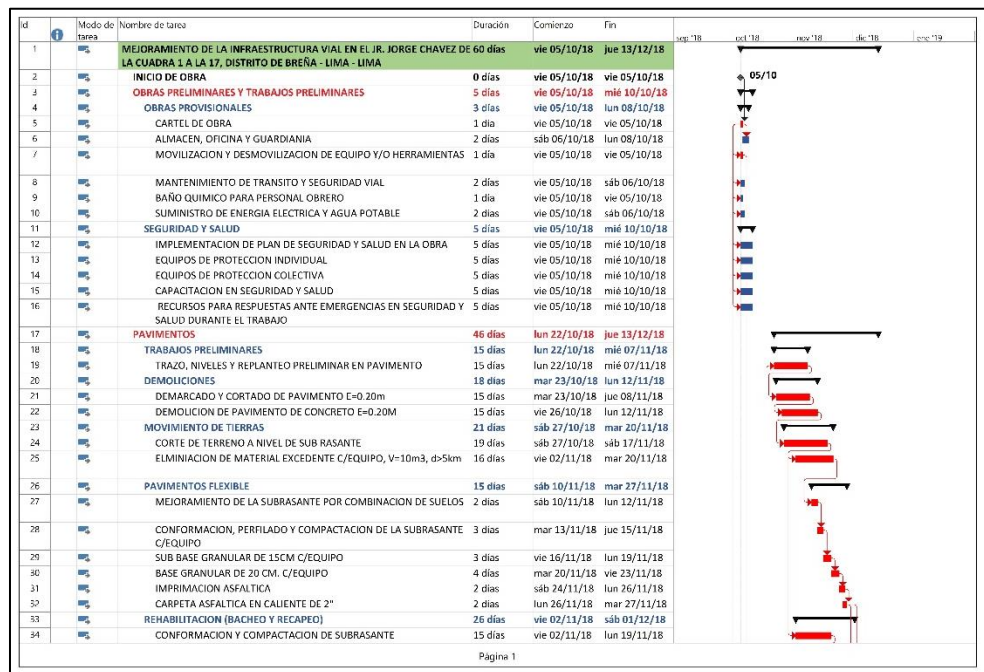 Id Modo de tarea Nombre de tarea Duración Comienzo Fin
sep '18 oct '18 nov '18 dic '18 ene '19
1 MEJORAMIENTO DE LA INFRAESTRUCTURA VIAL EN EL JR. JORGE CHAVEZ DE 60 días vie 05/10/18 jue 13/12/18
LA CUADRA 1 A LA 17, DISTRITO DE BREÑA - LIMA - LIMA
2 INICIO DE OBRA 0 días vie 05/10/18 vie 05/10/18 05/10
3 OBRAS PRELIMINARES Y TRABAJOS PRELIMINARES 5 días vie 05/10/18 mié 10/10/18
4 OBRAS PROVISIONALES 3 días vie 05/10/18 lun 08/10/18
5 CARTEL DE OBRA 1 día vie 05/10/18 vie 05/10/18
6 ALMACEN, OFICINA Y GUARDIANIA 2 días sáb 06/10/18 lun 08/10/18
7 MOVILIZACION Y DESMOVILIZACION DE EQUIPO Y/O HERRAMIENTAS 1 día vie 05/10/18 vie 05/10/18
8 MANTENIMIENTO DE TRANSITO Y SEGURIDAD VIAL 2 días vie 05/10/18 sáb 06/10/18
9 BAÑO QUIMICO PARA PERSONAL OBRERO 1 día vie 05/10/18 vie 05/10/18
10 SUMINISTRO DE ENERGIA ELECTRICA Y AGUA POTABLE 2 días vie 05/10/18 sáb 06/10/18
11 SEGURIDAD Y SALUD 5 días vie 05/10/18 mié 10/10/18
12 IMPLEMENTACION DE PLAN DE SEGURIDAD Y SALUD EN LA OBRA 5 días vie 05/10/18 mié 10/10/18
13 EQUIPOS DE PROTECCION INDIVIDUAL 5 días vie 05/10/18 mié 10/10/18
14 EQUIPOS DE PROTECCION COLECTIVA 5 días vie 05/10/18 mié 10/10/18
15 CAPACITACION EN SEGURIDAD Y SALUD 5 días vie 05/10/18 mié 10/10/18
16 RECURSOS PARA RESPUESTAS ANTE EMERGENCIAS EN SEGURIDAD Y 5 días vie 05/10/18 mié 10/10/18
SALUD DURANTE EL TRABAJO
17 PAVIMENTOS 46 días lun 22/10/18 jue 13/12/18
18 TRABAJOS PRELIMINARES 15 días lun 22/10/18 mié 07/11/18
19 TRAZO, NIVELES Y REPLANTEO PRELIMINAR EN PAVIMENTO 15 días lun 22/10/18 mié 07/11/18
20 DEMOLICIONES 18 días mar 23/10/18 lun 12/11/18
21 DEMARCADO Y CORTADO DE PAVIMENTO E=0.20m 15 días mar 23/10/18 jue 08/11/18
22 DEMOLICION DE PAVIMENTO DE CONCRETO E=0.20M 15 días vie 26/10/18 lun 12/11/18
23 MOVIMIENTO DE TIERRAS 21 días sáb 27/10/18 mar 20/11/18
24 CORTE DE TERRENO A NIVEL DE SUB RASANTE 19 días sáb 27/10/18 sáb 17/11/18
25 ELMINIACION DE MATERIAL EXCEDENTE C/EQUIPO, V=10m3, d>5km 16 días vie 02/11/18 mar 20/11/18
26 PAVIMENTOS FLEXIBLE 15 días sáb 10/11/18 mar 27/11/18
27 MEJORAMIENTO DE LA SUBRASANTE POR COMBINACION DE SUELOS 2 días sáb 10/11/18 lun 12/11/18
28 CONFORMACION, PERFILADO Y COMPACTACION DE LA SUBRASANTE 3 días mar 13/11/18 jue 15/11/18
C/EQUIPO
29 SUB BASE GRANULAR DE 15CM C/EQUIPO 3 días vie 16/11/18 lun 19/11/18
30 BASE GRANULAR DE 20 CM. C/EQUIPO 4 días mar 20/11/18 vie 23/11/18
31 IMPRIMACION ASFALTICA 2 días sáb 24/11/18 lun 26/11/18
32 CARPETA ASFALTICA EN CALIENTE DE 2" 2 días lun 26/11/18 mar 27/11/18
33 REHABILITACION (BACHEO Y RECAPEO) 26 días vie 02/11/18 sáb 01/12/18
34 CONFORMACION Y COMPACTACION DE SUBRASANTE 15 días vie 02/11/18 lun 19/11/18
Página 1